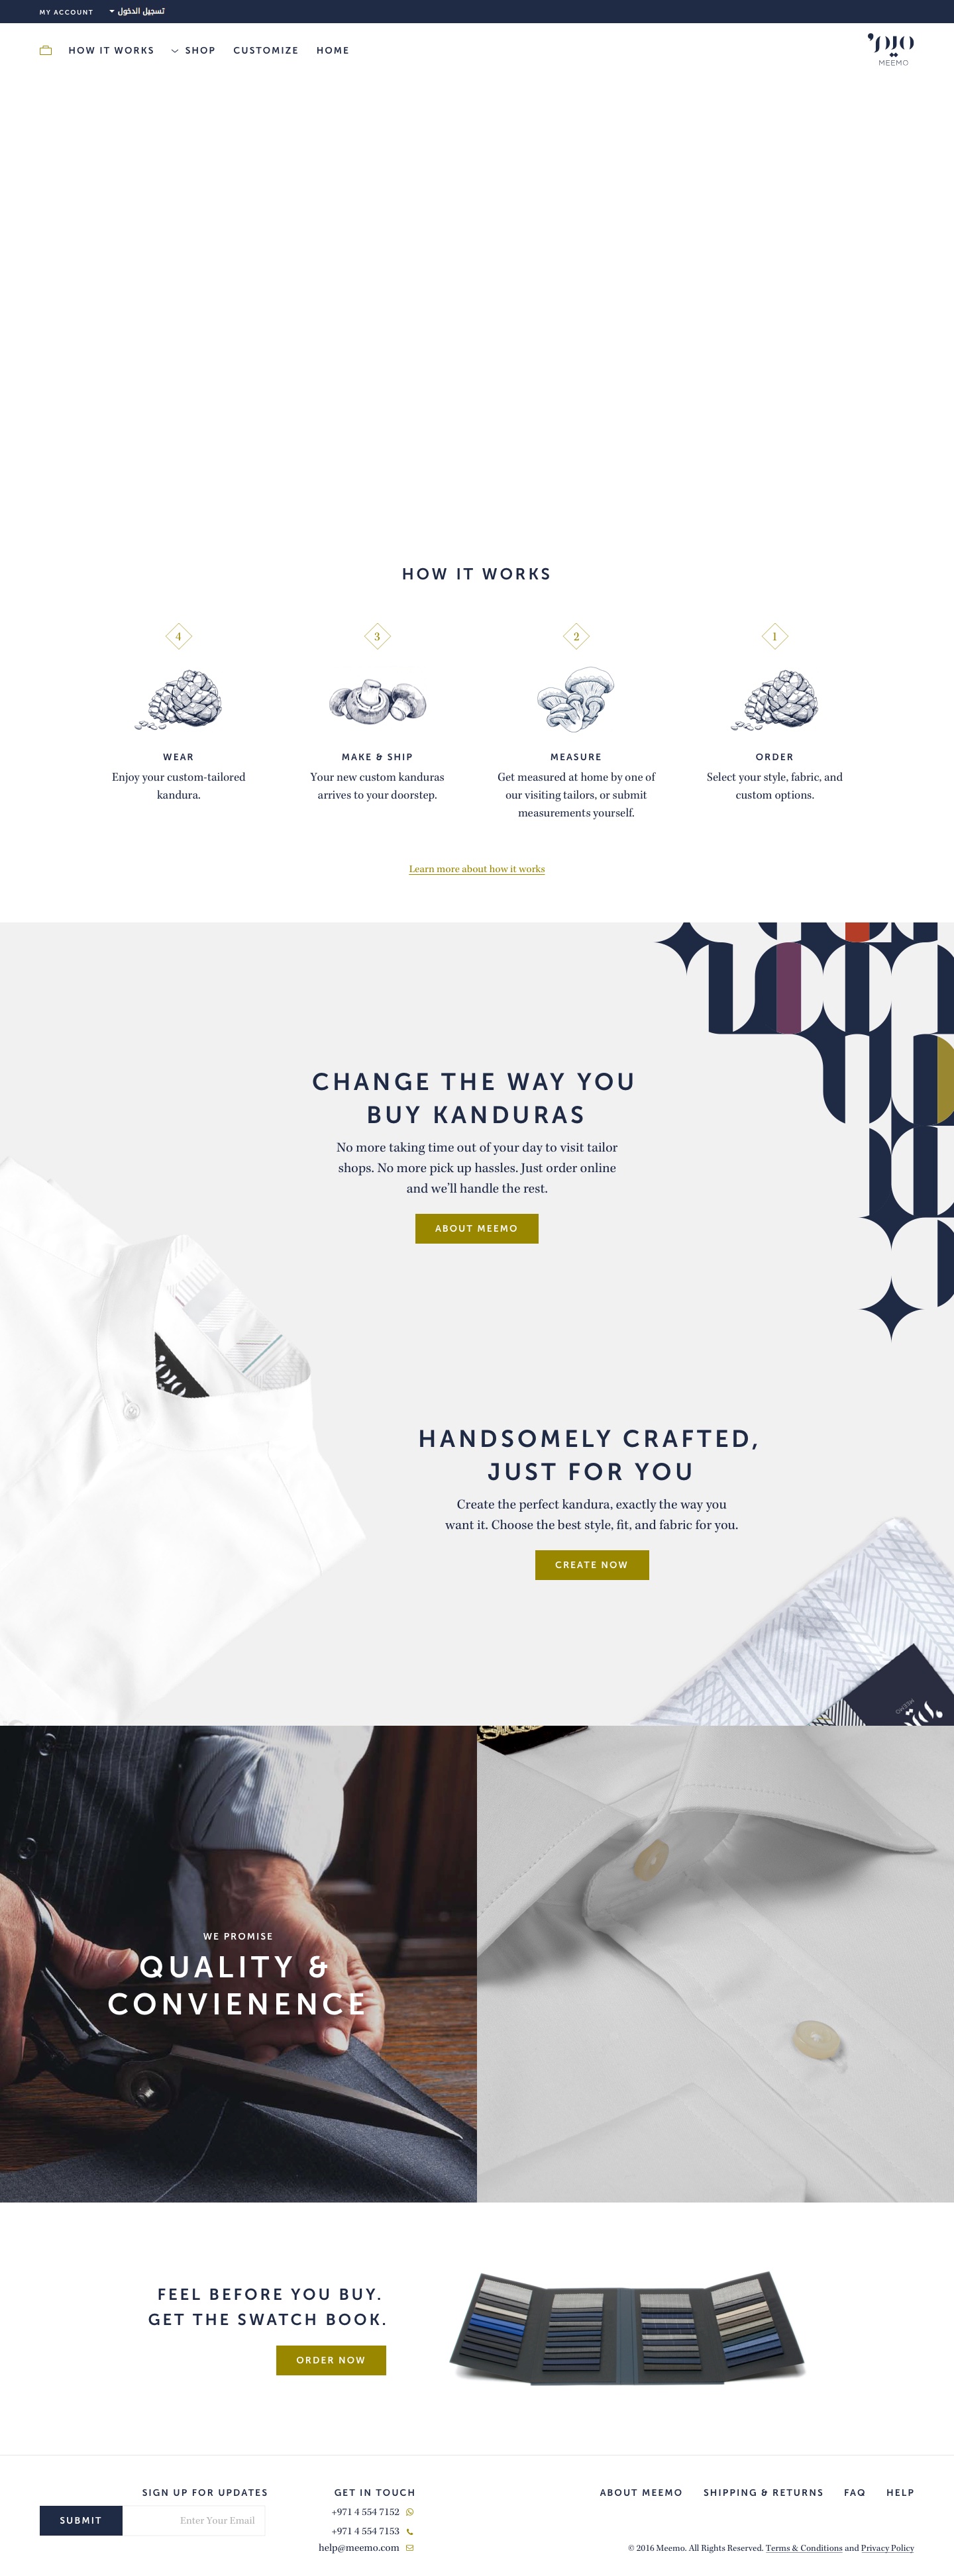 MY ACCOUNT
تسجيل الدخول
HOW IT WORKS
SHOP
CUSTOMIZE
HOME
MEEMO
HOW IT WORKS
4
3
2
1
WEAR
Enjoy your custom-tailored
kandura.
MAKE & SHIP
Your new custom kanduras
arrives to your doorstep.
MEASURE
Get measured at home by one of
our visiting tailors, or submit
measurements yourself.
ORDER
Select your style, fabric, and
custom options.
Learn more about how it works
CHANGE THE WAY YOU
BUY KANDURAS
No more taking time out of your day to visit tailor
shops. No more pick up hassles. Just order online
and we’ll handle the rest.
ABOUT MEEMO
HANDSOMELY CRAFTED,
JUST FOR YOU
Create the perfect kandura, exactly the way you
want it. Choose the best style, fit, and fabric for you.
CREATE NOW
MEEMO
WE PROMISE
QUALITY &
CONVIENENCE
FEEL BEFORE YOU BUY.
GET THE SWATCH BOOK.
ORDER NOW
SIGN UP FOR UPDATES
SUBMIT
Enter Your Email
GET IN TOUCH
+971 4 554 7152
+971 4 554 7153
help@meemo.com
ABOUT MEEMO
SHIPPING & RETURNS
FAQ
HELP
© 2016 Meemo. All Rights Reserved. Terms & Conditions and Privacy Policy